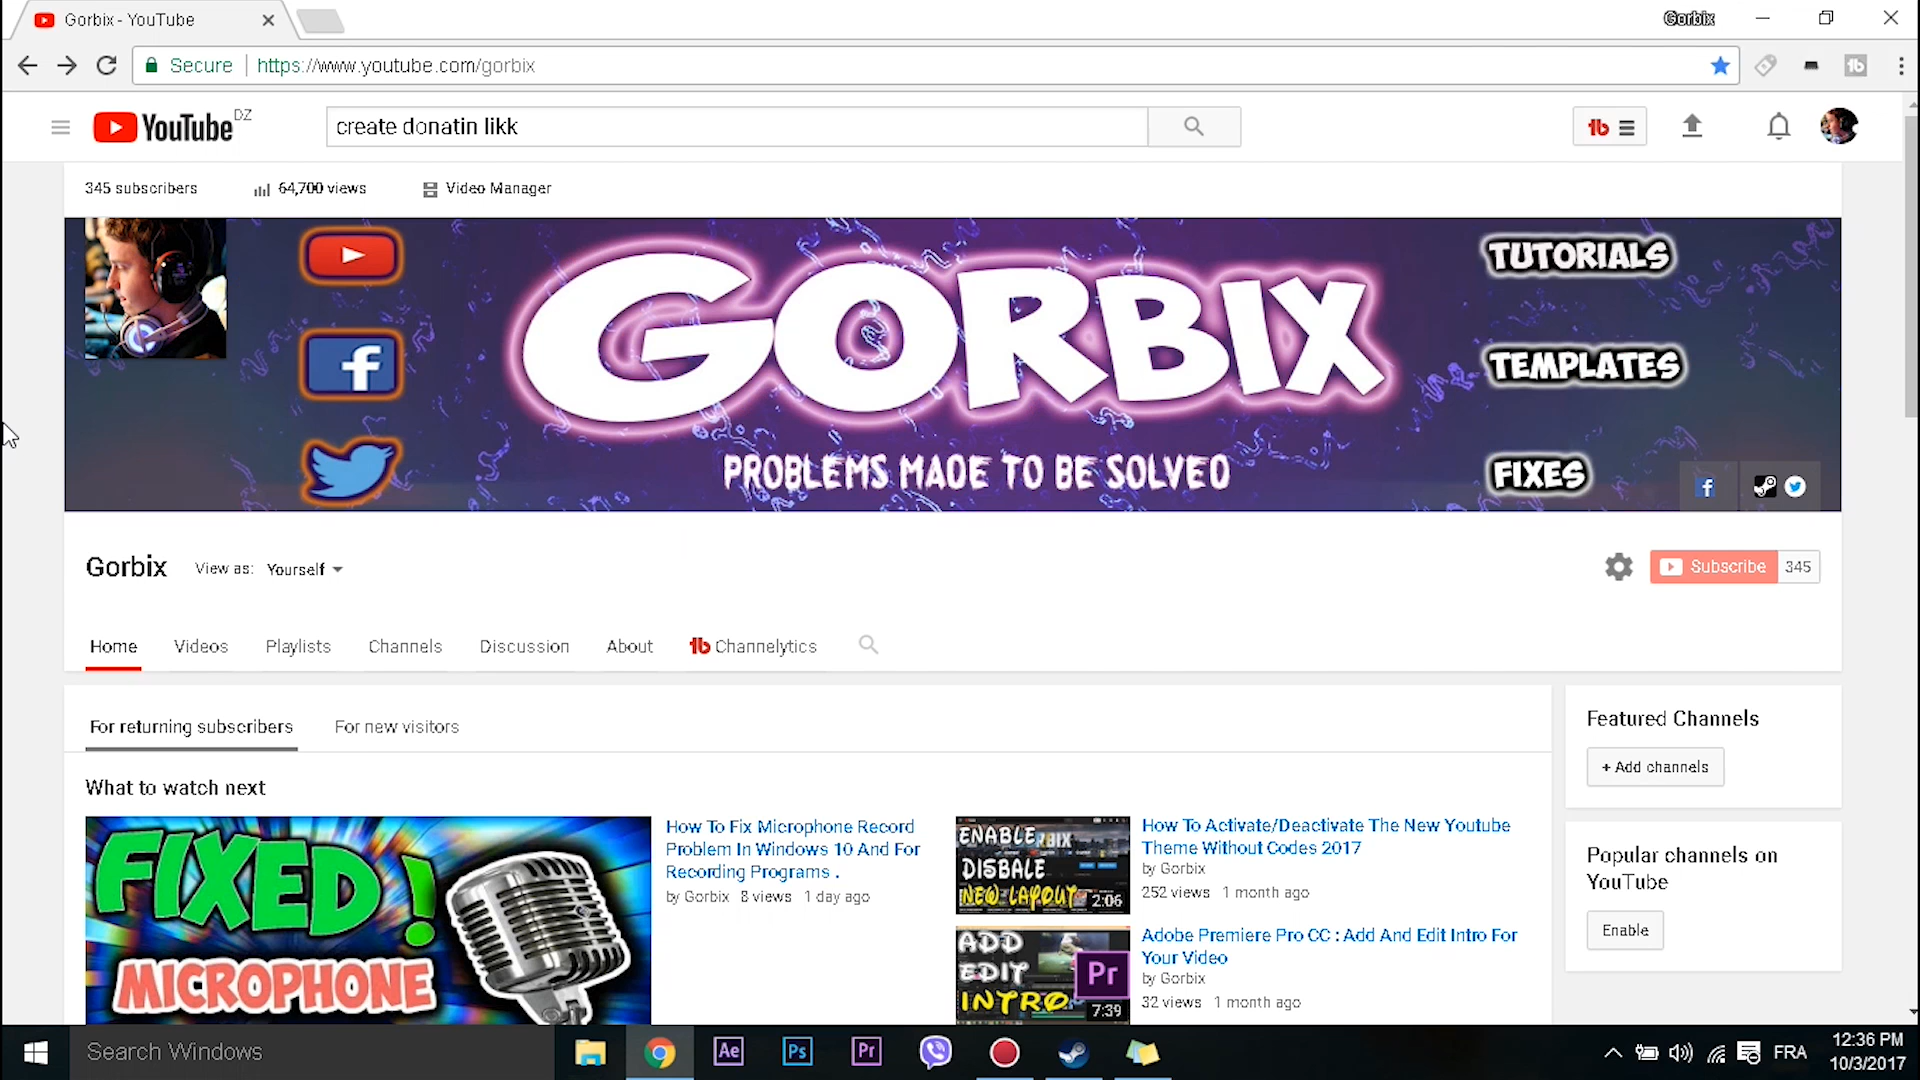 Gorbix - YouTube
Gorbix
Secure
https://www.youtube.com/gorbix
YouTube DZ
create donatin likk
345 subscribers
64,700 views
Video Manager
GORBIX
PROBLEMS MADE TO BE SOLVED
TUTORIALS
TEMPLATES
FIXES
Gorbix
View as: Yourself
Subscribe 345
Home
Videos
Playlists
Channels
Discussion
About
Channelytics
For returning subscribers
For new visitors
What to watch next
FIXED!
MICROPHONE
How To Fix Microphone Record
Problem In Windows 10 And For
Recording Programs .
by Gorbix 8 views 1 day ago
ENABLE
DISBALE
NEW LAYOUT
2:06
How To Activate/Deactivate The New Youtube
Theme Without Codes 2017
by Gorbix
252 views 1 month ago
ADD
EDIT
INTRO
Pr
7:39
Adobe Premiere Pro CC : Add And Edit Intro For
Your Video
by Gorbix
32 views 1 month ago
Featured Channels
+ Add channels
Popular channels on
YouTube
Enable
Search Windows
Ae
Ps
Pr
FRA
12:36 PM
10/3/2017